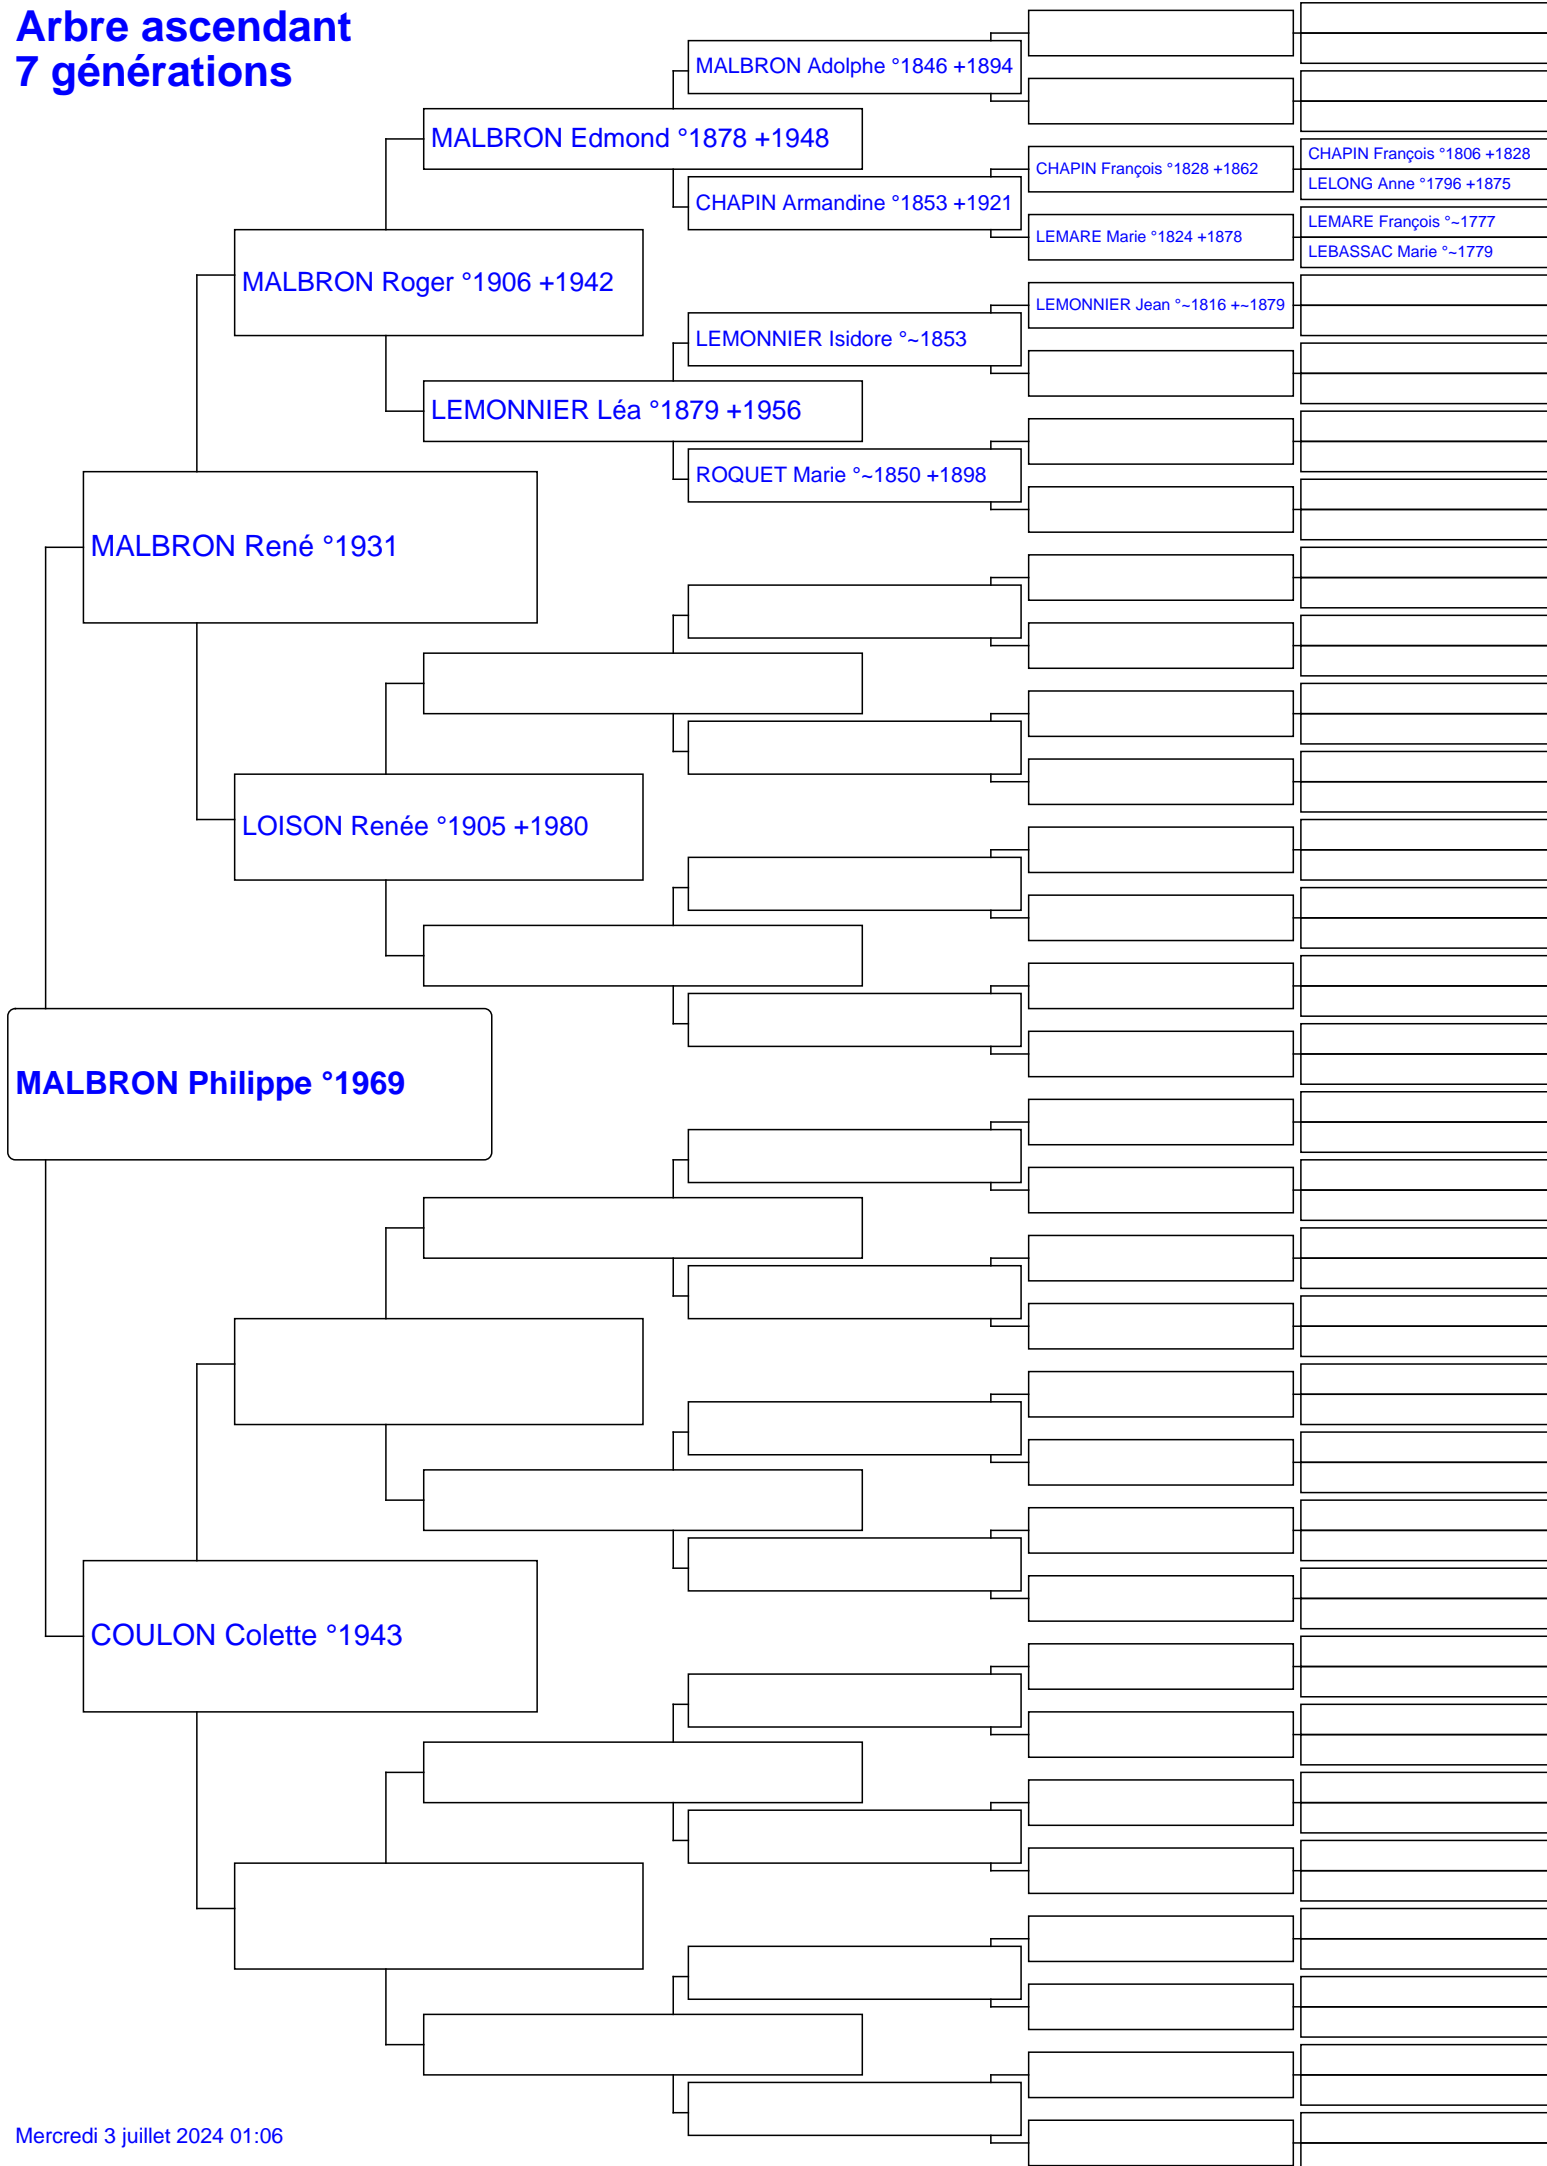 Arbre ascendant
7 générations
MALBRON Adolphe °1846 +1894
MALBRON Edmond °1878 +1948
CHAPIN François °1828 +1862
CHAPIN François °1806 +1828
LELONG Anne °1796 +1875
CHAPIN Armandine °1853 +1921
LEMARE Marie °1824 +1878
LEMARE François °~1777
LEBASSAC Marie °~1779
MALBRON Roger °1906 +1942
LEMONNIER Jean °~1816 +~1879
LEMONNIER Isidore °~1853
LEMONNIER Léa °1879 +1956
ROQUET Marie °~1850 +1898
MALBRON René °1931
LOISON Renée °1905 +1980
MALBRON Philippe °1969
COULON Colette °1943
Mercredi 3 juillet 2024 01:06